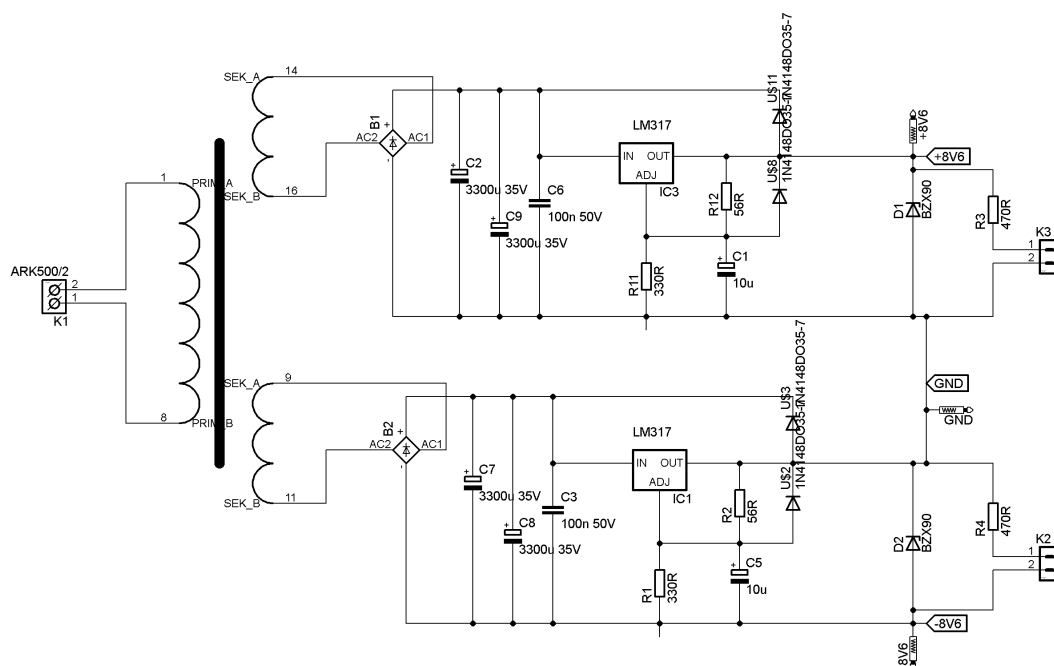 U$11
1N4148DO35-7
SEK_A
14
+8V6
B1
AC2
+
AC1
-
LM317
IN
OUT
ADJ
IC3
U$8
1N4148DO35-7
+8V6
+
C2
3300u 35V
C6
100n 50V
+
C9
3300u 35V
R12
56R
D1
BZX90
R3
470R
K3
1
2
1
PRIM_A
SEK_B
16
R11
330R
+
C1
10u
ARK500/2
2
1
K1
U$3
1N4148DO35-7
SEK_A
9
GND
GND
8
PRIM_B
B2
AC2
+
AC1
-
LM317
IN
OUT
ADJ
IC1
U$2
1N4148DO35-7
+
C7
3300u 35V
C3
100n 50V
+
C8
3300u 35V
R2
56R
D2
BZX90
R4
470R
K2
1
2
SEK_B
11
R1
330R
+
C5
10u
-8V6
8V6